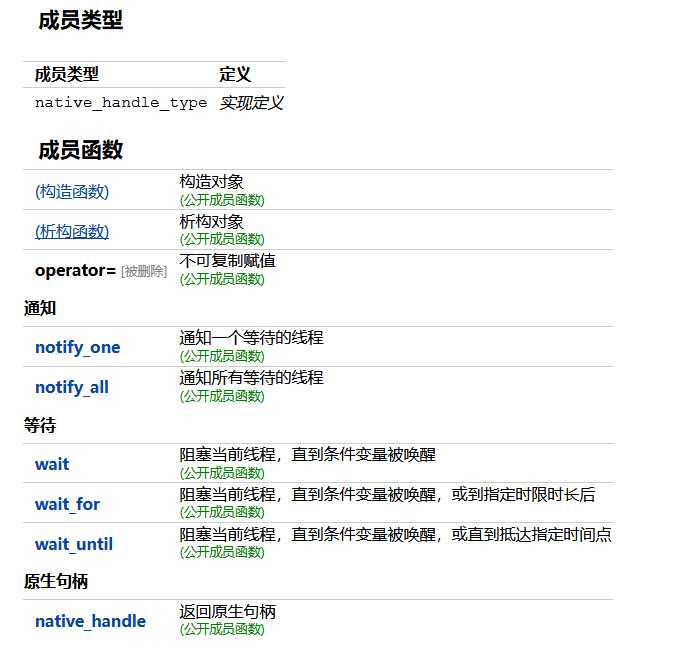 成员类型
成员类型 定义
native_handle_type 实现定义
成员函数
(构造函数) 构造对象
(公开成员函数)
(析构函数) 析构对象
(公开成员函数)
operator= [被删除] 不可复制赋值
(公开成员函数)
通知
notify_one 通知一个等待的线程
(公开成员函数)
notify_all 通知所有等待的线程
(公开成员函数)
等待
wait 阻塞当前线程，直到条件变量被唤醒
(公开成员函数)
wait_for 阻塞当前线程，直到条件变量被唤醒，或到指定时限时长后
(公开成员函数)
wait_until 阻塞当前线程，直到条件变量被唤醒，或直到抵达指定时间点
(公开成员函数)
原生句柄
native_handle 返回原生句柄
(公开成员函数)